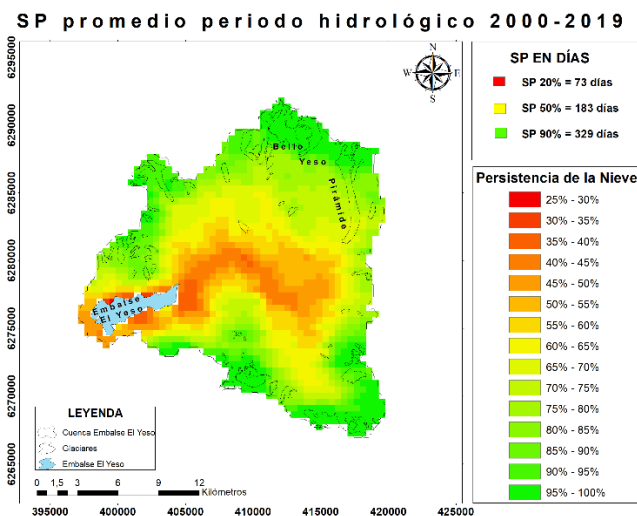 SP promedio periodo hidrológico 2000-2019
6295000
6290000
6285000
6280000
6275000
6270000
6265000
N
W
E
S
Bello
Yeso
Pirámide
Embalse
El Yeso
LEYENDA
Cuenca Embalse El Yeso
Glaciares
Embalse El Yeso
0 1,5 3 6 9 12
Kilómetros
395000 400000 405000 410000 415000 420000 425000
SP EN DÍAS
SP 20% = 73 días
SP 50% = 183 días
SP 90% = 329 días
Persistencia de la Nieve
25% - 30%
30% - 35%
35% - 40%
40% - 45%
45% - 50%
50% - 55%
55% - 60%
60% - 65%
65% - 70%
70% - 75%
75% - 80%
80% - 85%
85% - 90%
90% - 95%
95% - 100%